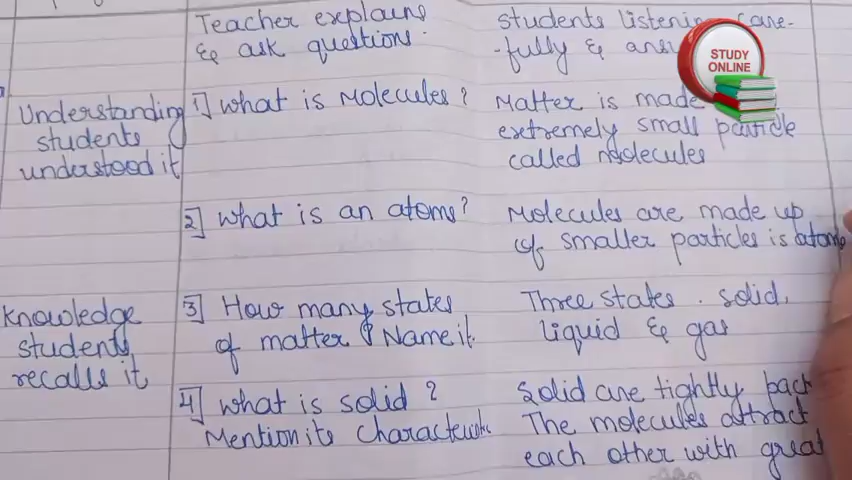 Teacher explains
& ask question.
Students listening care-
-fully &
STUDY
ONLINE
Understanding
students
understood it
1] What is Molecules?
Matter is made
extremely small particle
called molecules
2] What is an atoms?
Molecules are made up
of smaller particles is atoms
Knowledge
students
recalls it
3] How many states
of matter & Name it.
Three states. Solid,
liquid & gas
4] What is solid?
Mention its characteristic
Solid are tightly pack
The molecules attract
each other with great